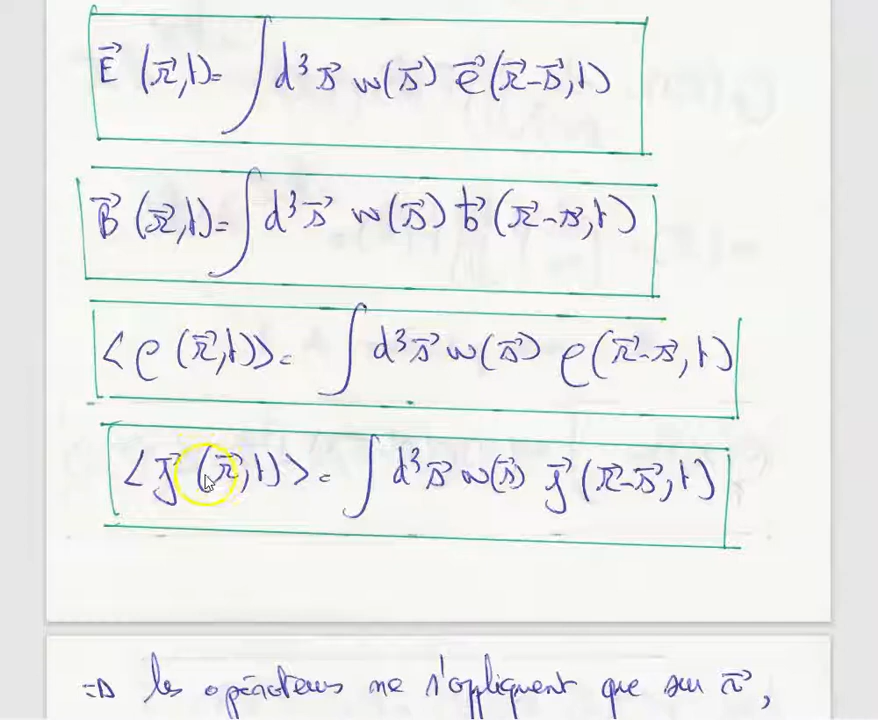 E⃗ (r⃗,t) = ∫ d³s⃗ w(s⃗) e⃗(r⃗-s⃗,t)
B⃗ (r⃗,t) = ∫ d³s⃗ w(s⃗) b⃗(r⃗-s⃗,t)
<ρ(r⃗,t)> = ∫ d³s⃗ w(s⃗) ρ(r⃗-s⃗,t)
<j⃗(r⃗,t)> = ∫ d³s⃗ w(s⃗) j⃗(r⃗-s⃗,t)
=> les opérateurs ne s'appliquent que sur r⃗,